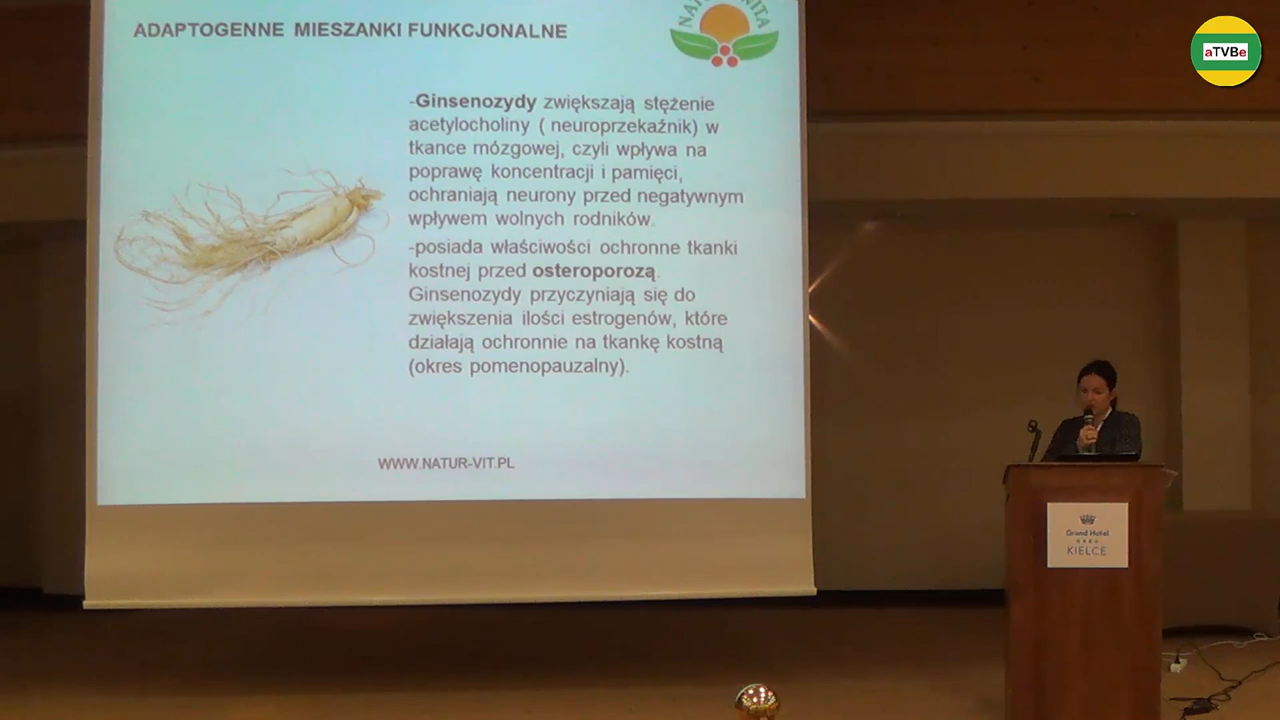 ADAPTOGENNE MIESZANKI FUNKCJONALNE
-Ginsenozydy zwiększają stężenie
acetylocholiny ( neuroprzekaźnik) w
tkance mózgowej, czyli wpływa na
poprawę koncentracji i pamięci,
ochraniają neurony przed negatywnym
wpływem wolnych rodników.
-posiada właściwości ochronne tkanki
kostnej przed osteroporozą.
Ginsenozydy przyczyniają się do
zwiększenia ilości estrogenów, które
działają ochronnie na tkankę kostną
(okres pomenopauzalny).
WWW.NATUR-VIT.PL
aTVBe
Grand Hotel
KIELCE